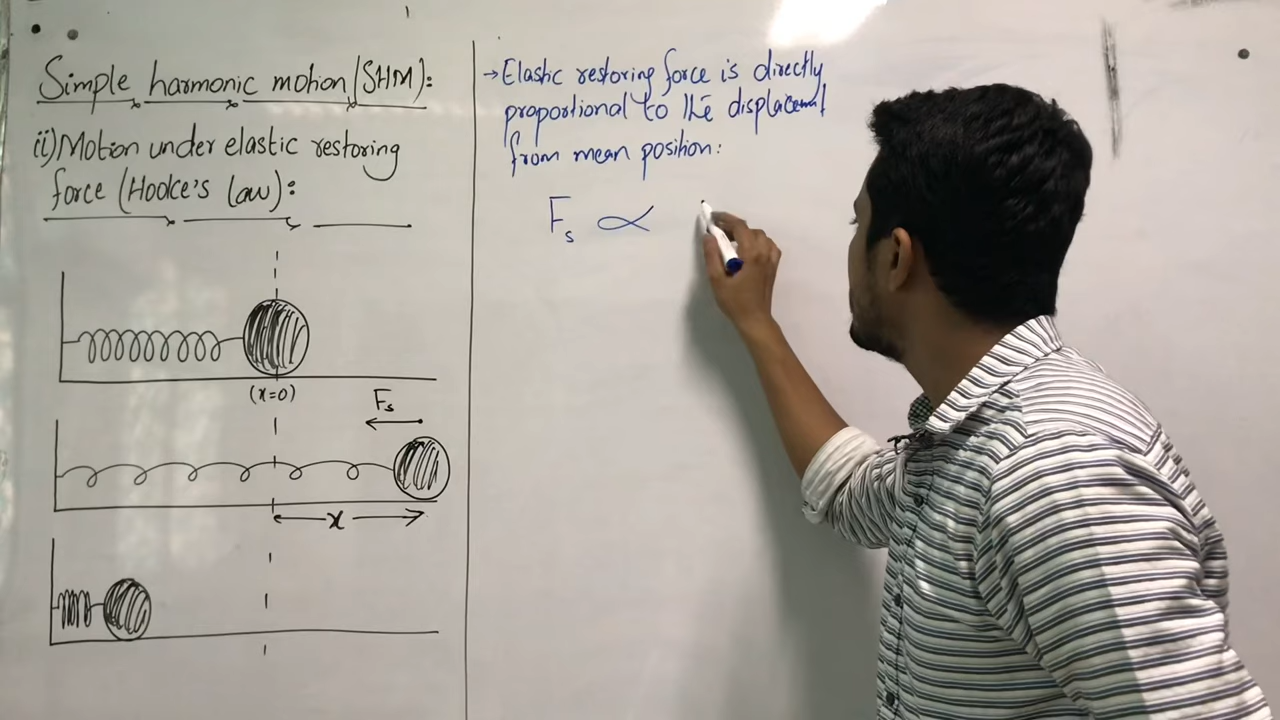 Simple harmonic motion (SHM):
ii) Motion under elastic restoring
force (Hooke's law):
(x=0)
Fs
x
→ Elastic restoring force is directly
proportional to the displacement
from mean position:
Fs ∝